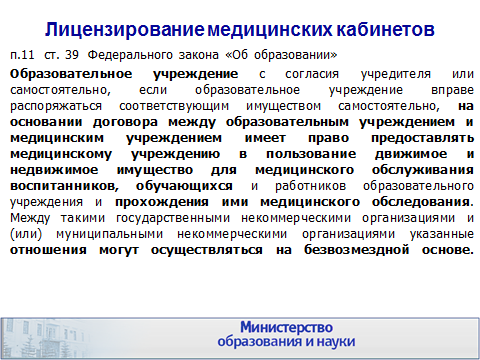 Лицензирование медицинских кабинетов
п.11 ст. 39 Федерального закона «Об образовании»
Образовательное учреждение с согласия учредителя или
самостоятельно, если образовательное учреждение вправе
распоряжаться соответствующим имуществом самостоятельно, на
основании договора между образовательным учреждением и
медицинским учреждением имеет право предоставлять
медицинскому учреждению в пользование движимое и
недвижимое имущество для медицинского обслуживания
воспитанников, обучающихся и работников образовательного
учреждения и прохождения ими медицинского обследования.
Между такими государственными некоммерческими организациями и
(или) муниципальными некоммерческими организациями указанные
отношения могут осуществляться на безвозмездной основе.
Министерство
образования и науки